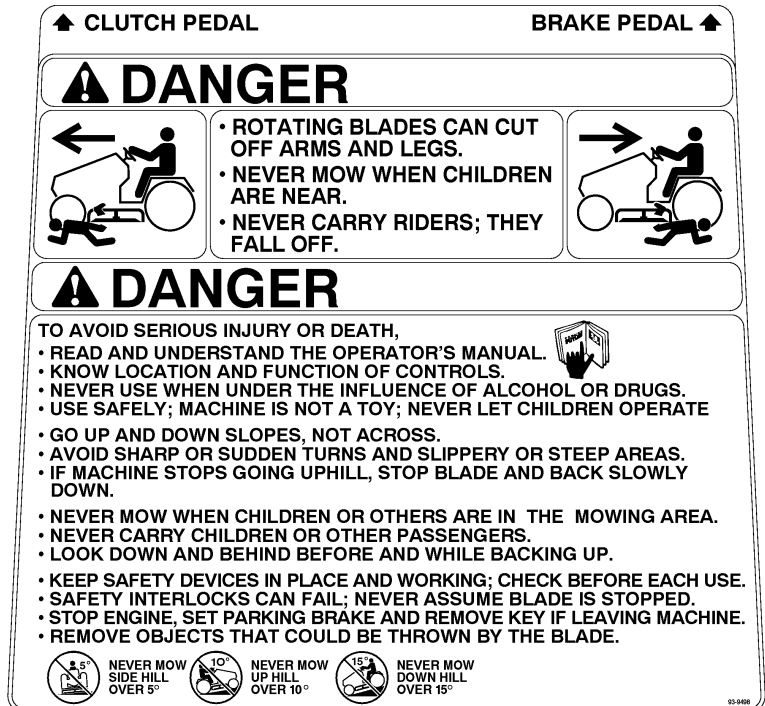 CLUTCH PEDAL
BRAKE PEDAL
DANGER
• ROTATING BLADES CAN CUT
OFF ARMS AND LEGS.
• NEVER MOW WHEN CHILDREN
ARE NEAR.
• NEVER CARRY RIDERS; THEY
FALL OFF.
DANGER
TO AVOID SERIOUS INJURY OR DEATH,
• READ AND UNDERSTAND THE OPERATOR'S MANUAL.
• KNOW LOCATION AND FUNCTION OF CONTROLS.
• NEVER USE WHEN UNDER THE INFLUENCE OF ALCOHOL OR DRUGS.
• USE SAFELY; MACHINE IS NOT A TOY; NEVER LET CHILDREN OPERATE
• GO UP AND DOWN SLOPES, NOT ACROSS.
• AVOID SHARP OR SUDDEN TURNS AND SLIPPERY OR STEEP AREAS.
• IF MACHINE STOPS GOING UPHILL, STOP BLADE AND BACK SLOWLY
DOWN.
• NEVER MOW WHEN CHILDREN OR OTHERS ARE IN THE MOWING AREA.
• NEVER CARRY CHILDREN OR OTHER PASSENGERS.
• LOOK DOWN AND BEHIND BEFORE AND WHILE BACKING UP.
• KEEP SAFETY DEVICES IN PLACE AND WORKING; CHECK BEFORE EACH USE.
• SAFETY INTERLOCKS CAN FAIL; NEVER ASSUME BLADE IS STOPPED.
• STOP ENGINE, SET PARKING BRAKE AND REMOVE KEY IF LEAVING MACHINE.
• REMOVE OBJECTS THAT COULD BE THROWN BY THE BLADE.
5°
NEVER MOW
SIDE HILL
OVER 5°
10°
NEVER MOW
UP HILL
OVER 10°
15°
NEVER MOW
DOWN HILL
OVER 15°
93-9498